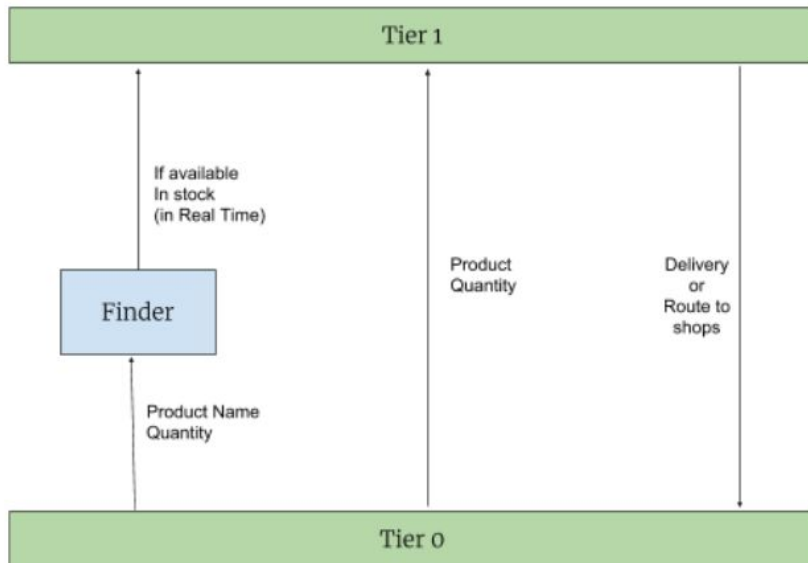 Tier 1
If available
In stock
(in Real Time)
Product
Quantity
Delivery
or
Route to
shops
Finder
Product Name
Quantity
Tier 0